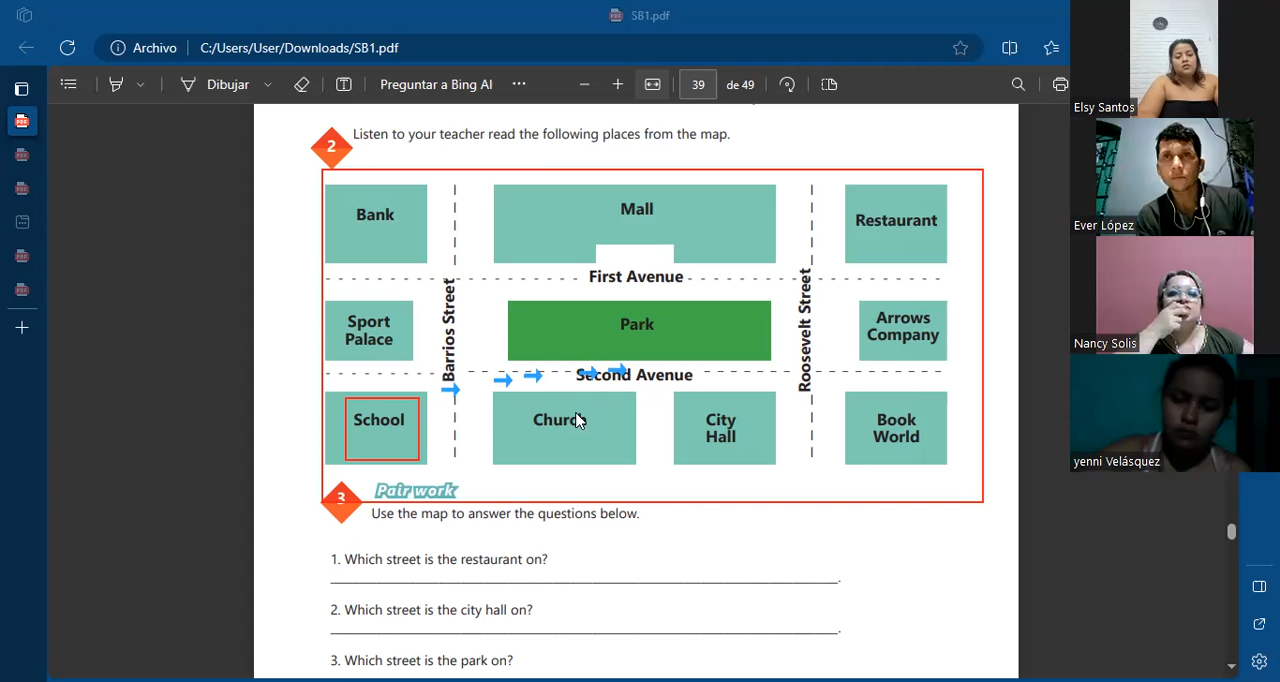 SB1.pdf
Archivo
C:/Users/User/Downloads/SB1.pdf
Dibujar
Preguntar a Bing AI
39
de 49
2
Listen to your teacher read the following places from the map.
Bank
Mall
Restaurant
First Avenue
Sport
Palace
Barrios Street
Park
Roosevelt Street
Arrows
Company
Second Avenue
School
Church
City
Hall
Book
World
3
Pair work
Use the map to answer the questions below.
1. Which street is the restaurant on?
2. Which street is the city hall on?
3. Which street is the park on?
Elsy Santos
Ever López
Nancy Solis
yenni Velásquez